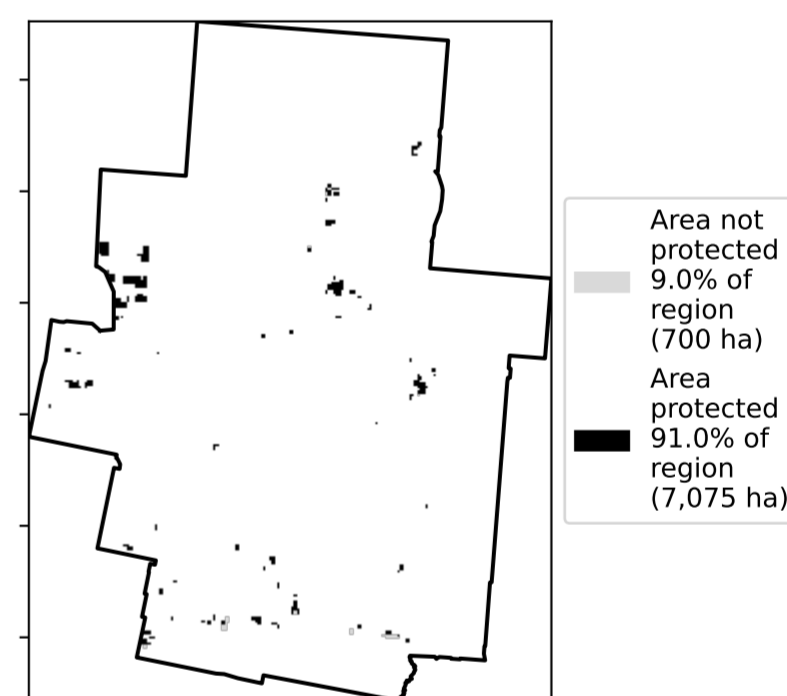 Area not
protected
9.0% of
region
(700 ha)
Area
protected
91.0% of
region
(7,075 ha)